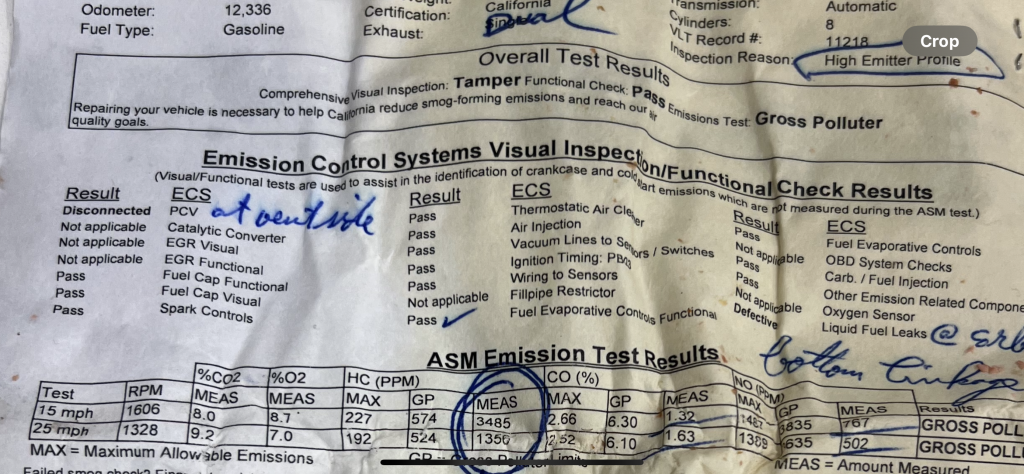 Odometer: 12,336
Fuel Type: Gasoline
Certification: California
Exhaust: Single Dual
Transmission: Automatic
Cylinders: 8
VLT Record #: 11218
Inspection Reason: High Emitter Profile
Crop
Overall Test Results
Comprehensive Visual Inspection: Tamper Functional Check: Pass Emissions Test: Gross Polluter
Repairing your vehicle is necessary to help California reduce smog-forming emissions and reach our air
quality goals.
Emission Control Systems Visual Inspection/Functional Check Results
(Visual/Functional tests are used to assist in the identification of crankcase and cold start emissions which are not measured during the ASM test.)
Result ECS
Disconnected PCV at vent side
Not applicable Catalytic Converter
Not applicable EGR Visual
Not applicable EGR Functional
Pass Fuel Cap Functional
Pass Fuel Cap Visual
Pass Spark Controls
Result ECS
Pass Thermostatic Air Cleaner
Pass Air Injection
Pass Vacuum Lines to Sensors / Switches
Pass Ignition Timing:
Pass Wiring to Sensors
Not applicable Fillpipe Restrictor
Pass Fuel Evaporative Controls Functional
Result ECS
Pass Fuel Evaporative Controls
Not applicable OBD System Checks
Pass Carb. / Fuel Injection
Pass Other Emission Related Compone
Not applicable Oxygen Sensor
Defective Liquid Fuel Leaks @
bottom linkage
ASM Emission Test Results
%CO2 %O2 HC (PPM) CO (%) NO (PPM)
Test RPM MEAS MEAS MAX GP MEAS MAX GP MEAS MAX GP MEAS Results
15 mph 1606 8.0 8.7 227 574 3485 2.66 6.30 1.32 1487 767 GROSS POLL
25 mph 1328 9.2 7.0 192 524 1350 2.52 6.10 1.63 1389 502 GROSS POLL
MAX = Maximum Allowable Emissions GP = Gross Polluter Limits MEAS = Amount Measured
Failed smog check?